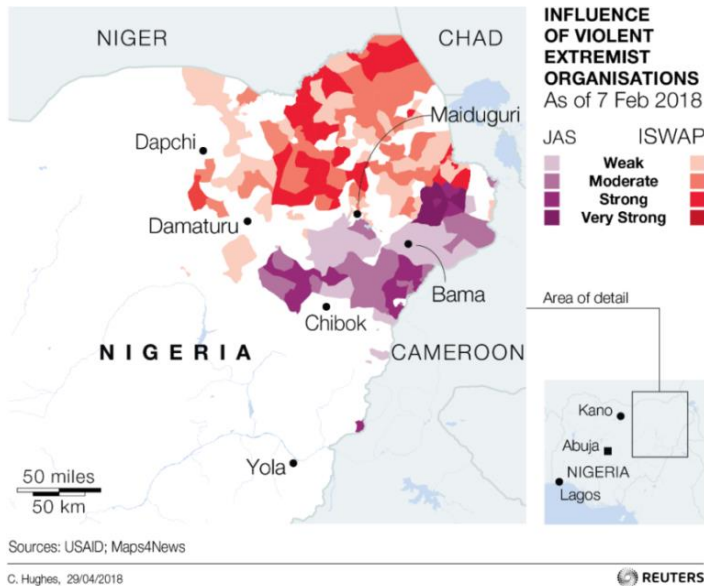 INFLUENCE
OF VIOLENT
EXTREMIST
ORGANISATIONS
As of 7 Feb 2018
JAS ISWAP
Weak
Moderate
Strong
Very Strong
NIGER
CHAD
Maiduguri
Dapchi
Damaturu
Bama
Chibok
NIGERIA
CAMEROON
Yola
50 miles
50 km
Area of detail
Kano
Abuja
NIGERIA
Lagos
Sources: USAID; Maps4News
C. Hughes, 29/04/2018
REUTERS